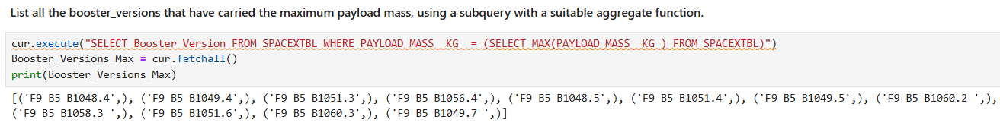 List all the booster_versions that have carried the maximum payload mass, using a subquery with a suitable aggregate function.
cur.execute("SELECT Booster_Version FROM SPACEXTBL WHERE PAYLOAD_MASS__KG_ = (SELECT MAX(PAYLOAD_MASS__KG_) FROM SPACEXTBL)")
Booster_Versions_Max = cur.fetchall()
print(Booster_Versions_Max)
[('F9 B5 B1048.4',), ('F9 B5 B1049.4',), ('F9 B5 B1051.3',), ('F9 B5 B1056.4',), ('F9 B5 B1048.5',), ('F9 B5 B1051.4',), ('F9 B5 B1049.5',), ('F9 B5 B1060.2 ',),
('F9 B5 B1058.3 ',), ('F9 B5 B1051.6',), ('F9 B5 B1060.3',), ('F9 B5 B1049.7 ',)]